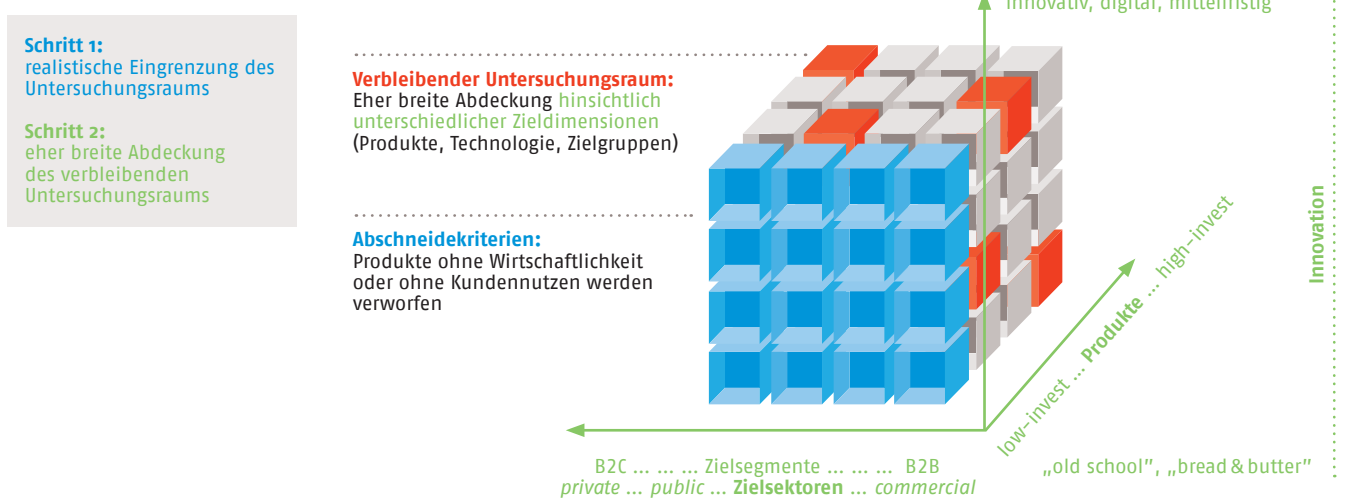 innovativ, digital, mittelfristig
Schritt 1:
realistische Eingrenzung des
Untersuchungsraums
Schritt 2:
eher breite Abdeckung
des verbleibenden
Untersuchungsraums
Verbleibender Untersuchungsraum:
Eher breite Abdeckung hinsichtlich
unterschiedlicher Zieldimensionen
(Produkte, Technologie, Zielgruppen)
Abschneidekriterien:
Produkte ohne Wirtschaftlichkeit
oder ohne Kundennutzen werden
verworfen
low-invest ... Produkte ... high-invest
Innovation
B2C ... ... ... Zielsegmente ... ... ... B2B
private ... public ... Zielsektoren ... commercial
„old school”, „bread & butter”